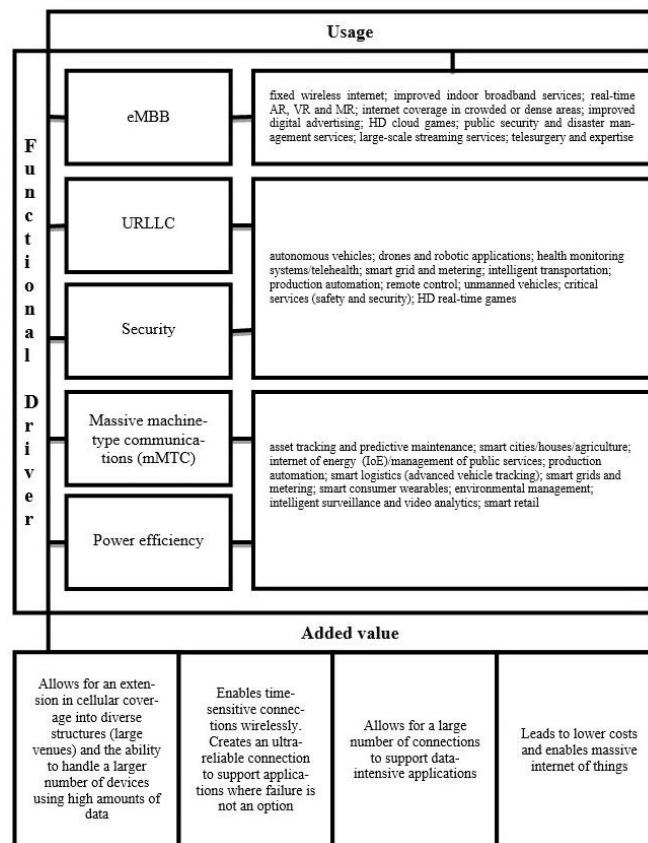 Usage
Functional Driver
eMBB
fixed wireless internet; improved indoor broadband services; real-time
AR, VR and MR; internet coverage in crowded or dense areas; improved
digital advertising; HD cloud games; public security and disaster man-
agement services; large-scale streaming services; telesurgery and expertise
URLLC
Security
autonomous vehicles; drones and robotic applications; health monitoring
systems/telehealth; smart grid and metering; intelligent transportation;
production automation; remote control; unmanned vehicles; critical
services (safety and security); HD real-time games
Massive machine-
type communica-
tions (mMTC)
Power efficiency
asset tracking and predictive maintenance; smart cities/houses/agriculture;
internet of energy (IoE)/management of public services; production
automation; smart logistics (advanced vehicle tracking); smart grids and
metering; smart consumer wearables; environmental management;
intelligent surveillance and video analytics; smart retail
Added value
Allows for an exten-
sion in cellular cover-
age into diverse
structures (large
venues) and the ability
to handle a larger
number of devices
using high amounts of
data
Enables time-
sensitive connec-
tions wirelessly.
Creates an ultra-
reliable connection
to support applica-
tions where failure is
not an option
Allows for a large
number of connections
to support data-
intensive applications
Leads to lower costs
and enables massive
internet of things